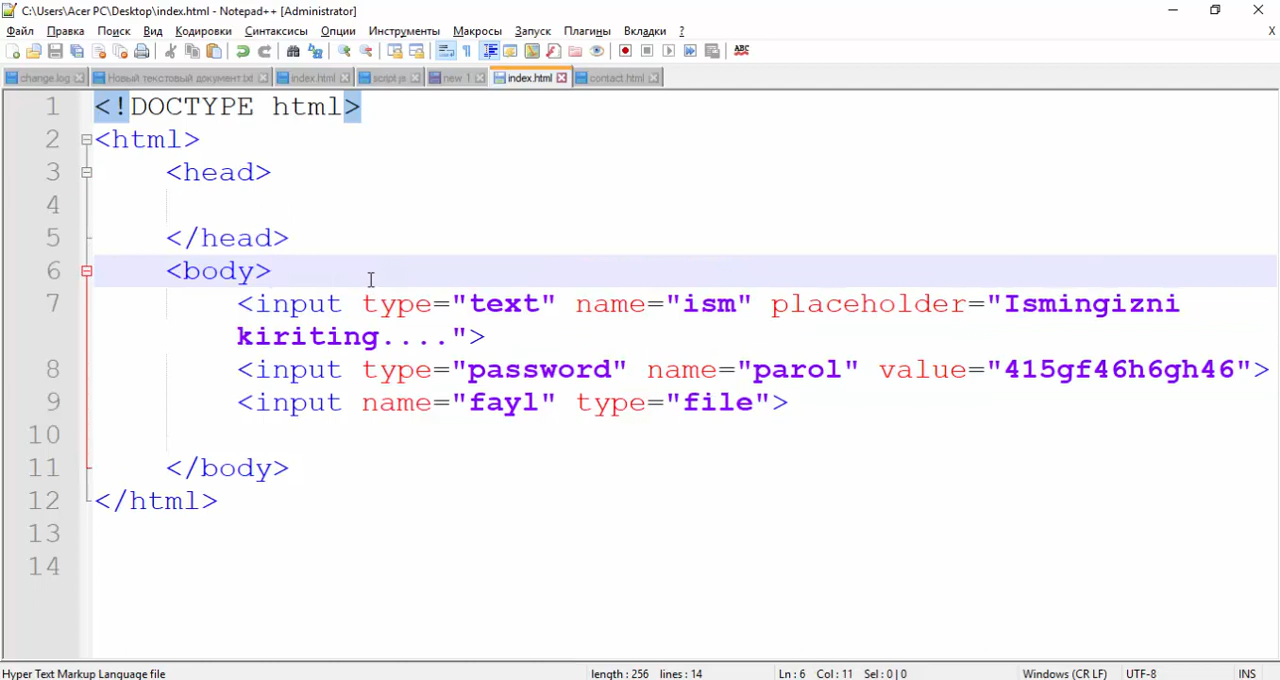 C:\Users\Acer PC\Desktop\index.html - Notepad++ [Administrator]
Файл Правка Поиск Вид Кодировки Синтаксисы Опции Инструменты Макросы Запуск Плагины Вкладки ? X
ABC
change.log Новый текстовый документ.txt index.html script.js new 1 index.html contact.html
1 <!DOCTYPE html>
2 <html>
3 <head>
4
5 </head>
6 <body>
7 <input type="text" name="ism" placeholder="Ismingizni
kiriting....">
8 <input type="password" name="parol" value="415gf46h6gh46">
9 <input name="fayl" type="file">
10
11 </body>
12 </html>
13
14
Hyper Text Markup Language file length : 256 lines : 14 Ln : 6 Col : 11 Sel : 0 | 0 Windows (CR LF) UTF-8 INS